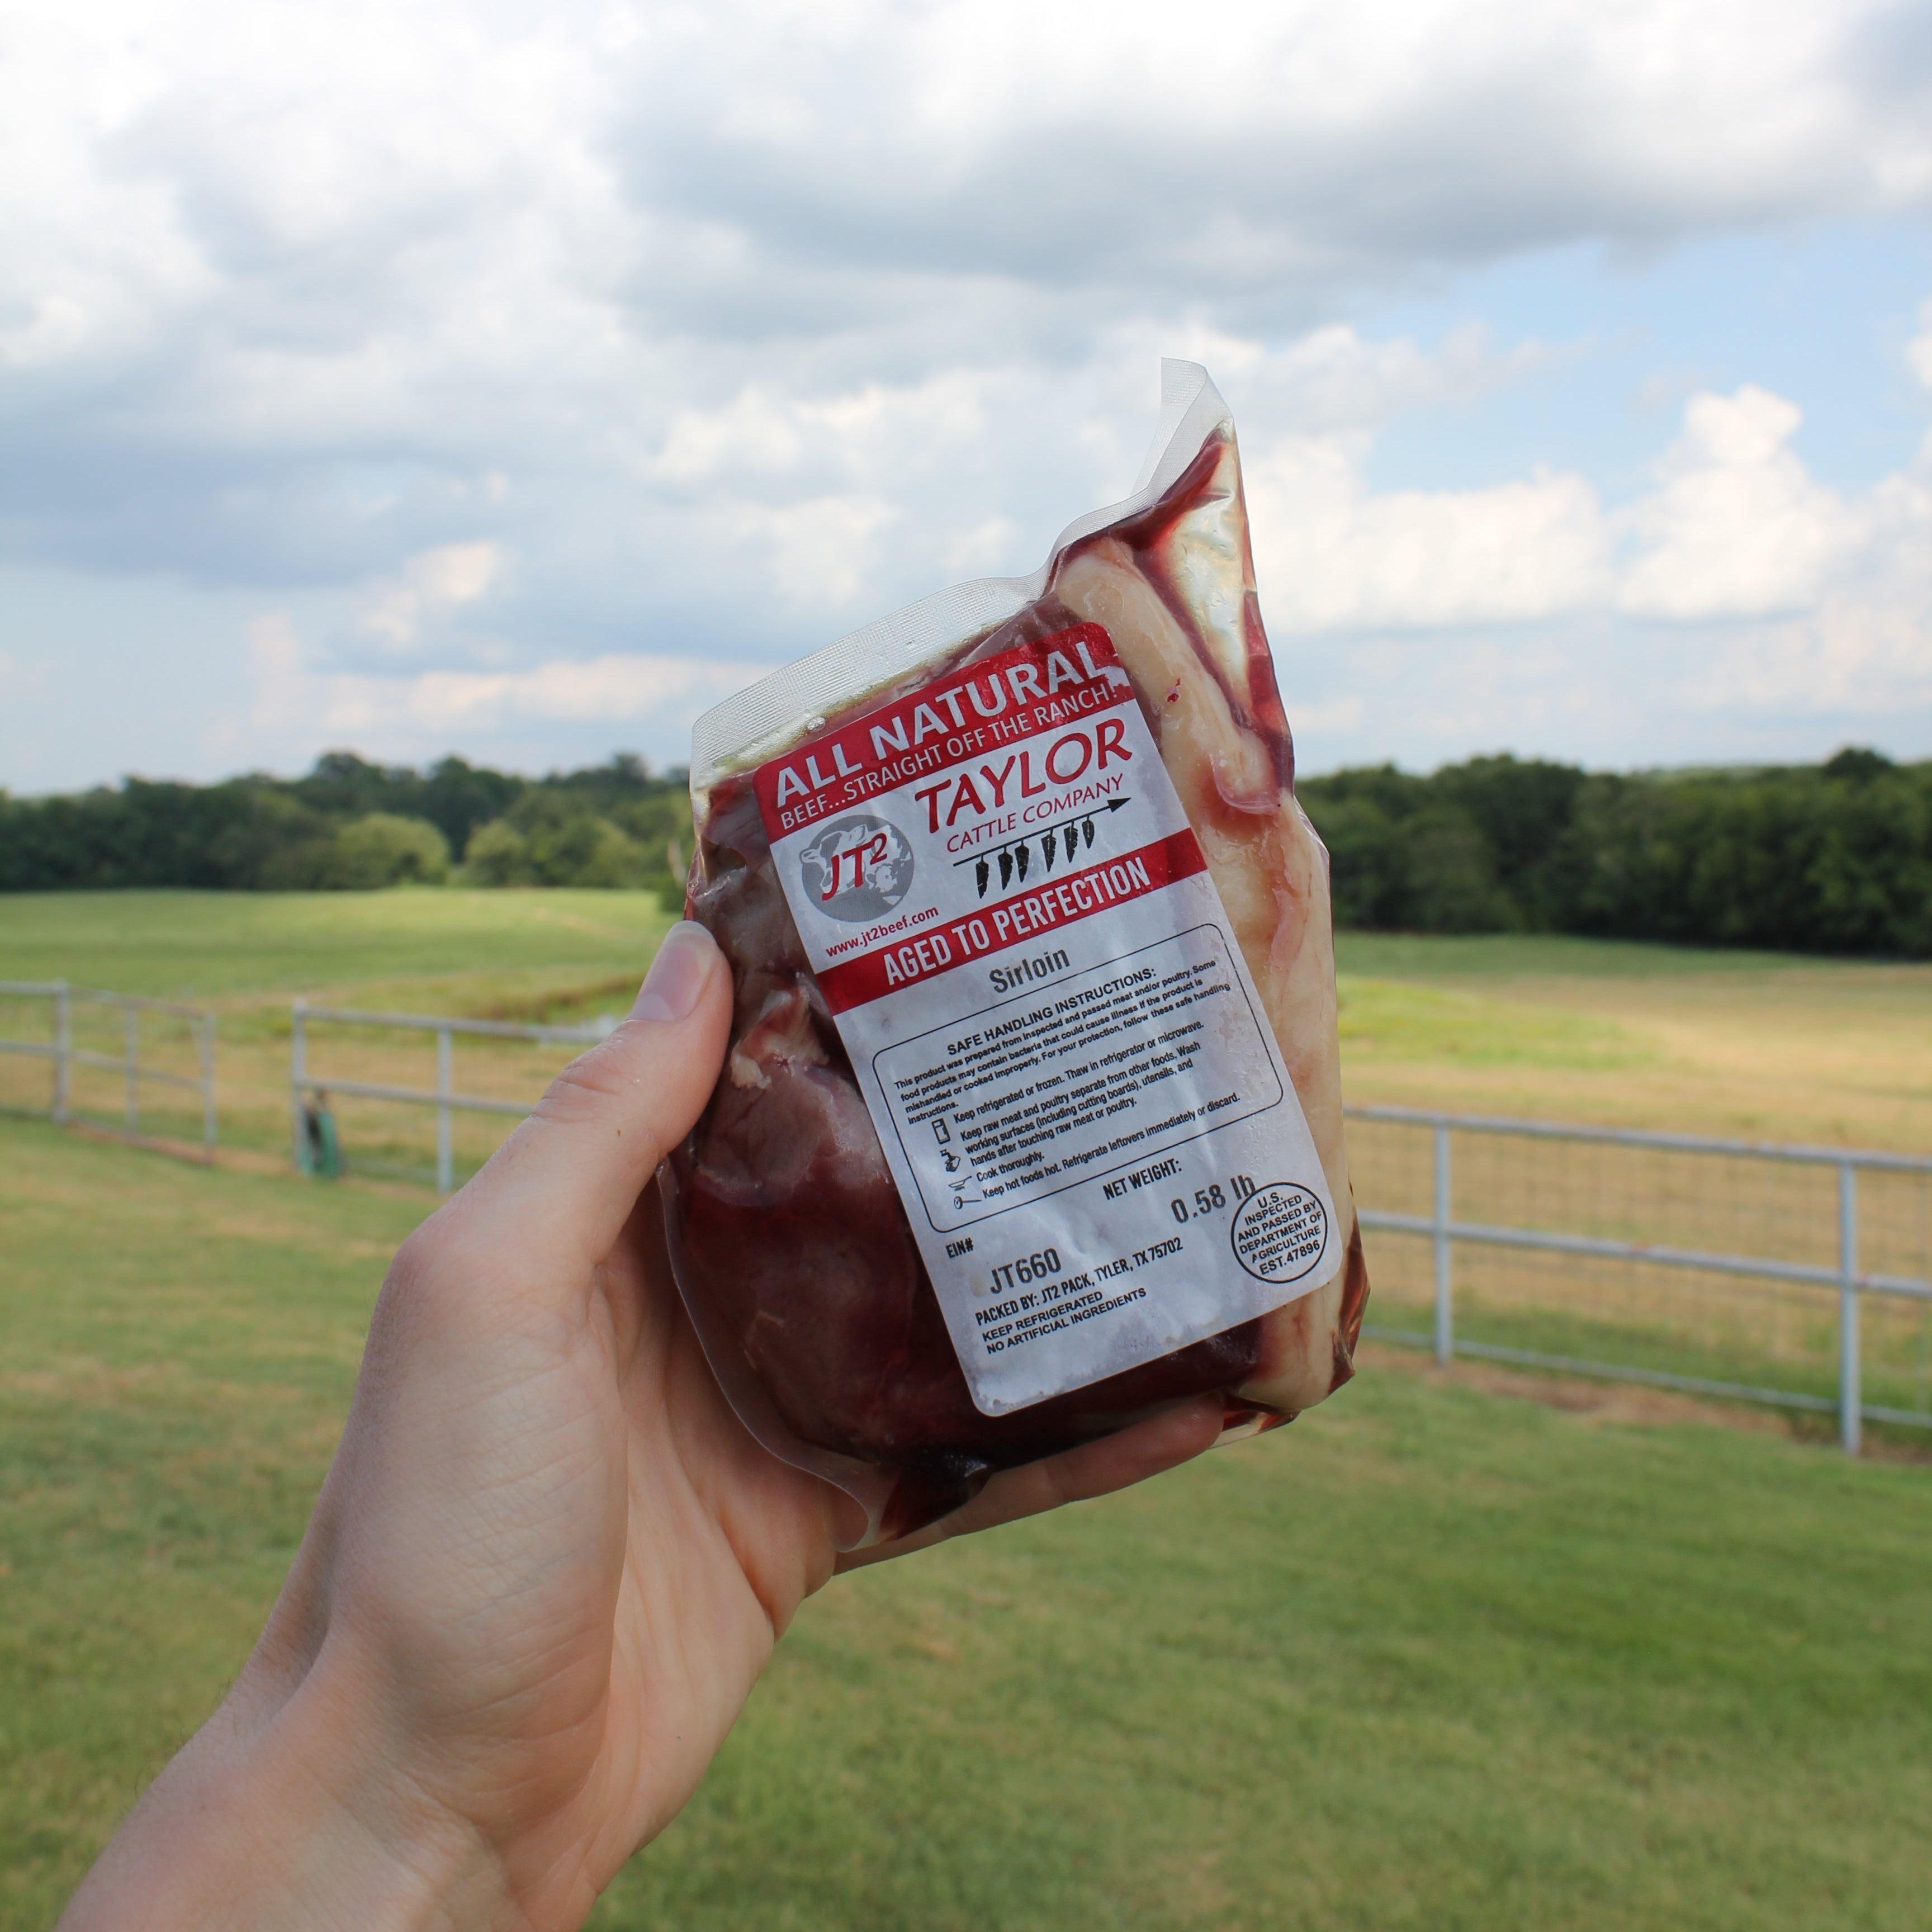 ALL NATURAL
BEEF...STRAIGHT OFF THE RANCH!
TAYLOR
CATTLE COMPANY
JT2
www.jt2beef.com
AGED TO PERFECTION
Sirloin
SAFE HANDLING INSTRUCTIONS:
This product was prepared from inspected and passed meat and/or poultry. Some
food products may contain bacteria that could cause illness if the product is
mishandled or cooked improperly. For your protection, follow these safe handling
instructions.
Keep refrigerated or frozen. Thaw in refrigerator or microwave.
Keep raw meat and poultry separate from other foods. Wash
working surfaces (including cutting boards), utensils, and
hands after touching raw meat or poultry.
Cook thoroughly.
Keep hot foods hot. Refrigerate leftovers immediately or discard.
NET WEIGHT:
0.58 lb
EIN#
JT660
PACKED BY: JT2 PACK, TYLER, TX 75702
KEEP REFRIGERATED
NO ARTIFICIAL INGREDIENTS
U.S.
INSPECTED
AND PASSED BY
DEPARTMENT OF
AGRICULTURE
EST.47896